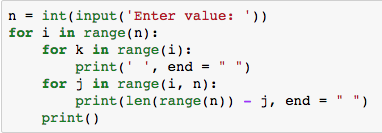 n = int(input('Enter value: '))
for i in range(n):
    for k in range(i):
        print(' ', end = " ")
    for j in range(i, n):
        print(len(range(n)) - j, end = " ")
    print()